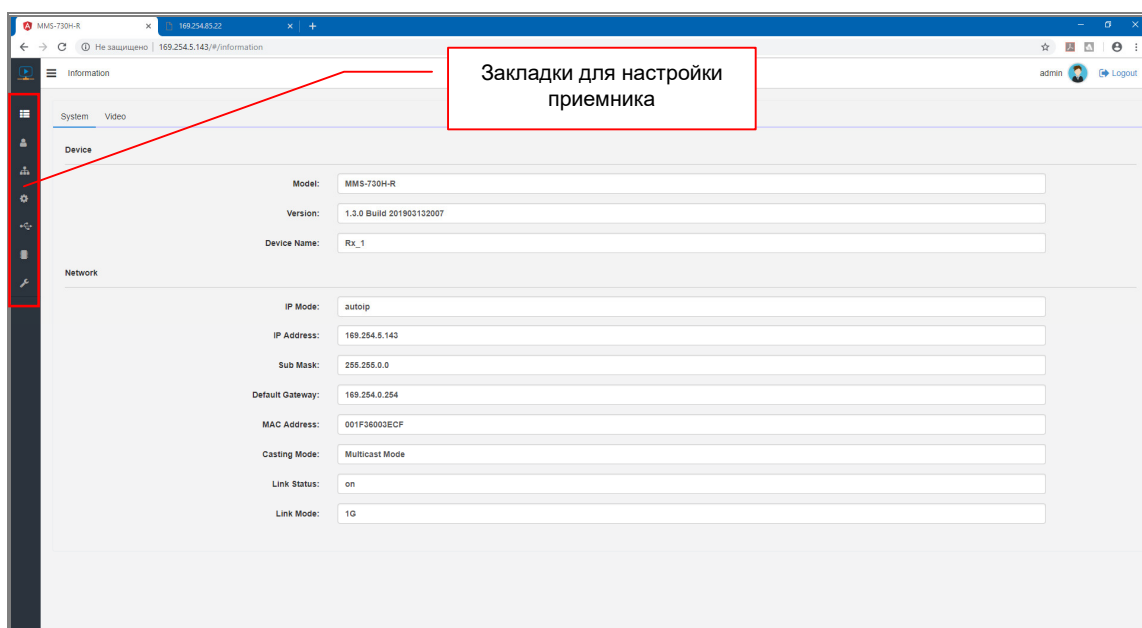 MMS-730H-R
169.254.85.22
Не защищено | 169.254.5.143/#/information
Information
admin
Logout
Закладки для настройки
приемника
System Video
Device
Model: MMS-730H-R
Version: 1.3.0 Build 201903132007
Device Name: Rx_1
Network
IP Mode: autoip
IP Address: 169.254.5.143
Sub Mask: 255.255.0.0
Default Gateway: 169.254.0.254
MAC Address: 001F36003ECF
Casting Mode: Multicast Mode
Link Status: on
Link Mode: 1G